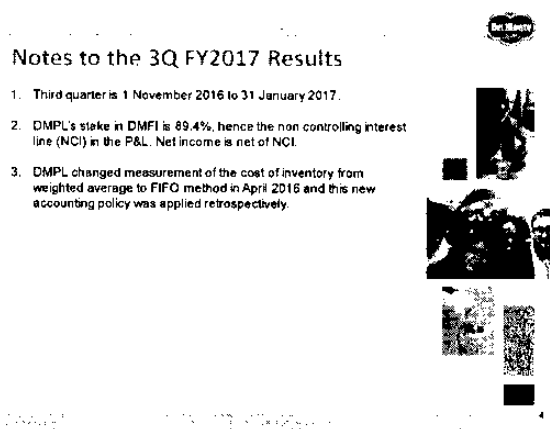 Del Monte
Notes to the 3Q FY2017 Results
1. Third quarter is 1 November 2016 to 31 January 2017.
2. DMPL's stake in DMFI is 89.4%, hence the non controlling interest
line (NCI) in the P&L. Net income is net of NCI.
3. DMPL changed measurement of the cost of inventory from
weighted average to FIFO method in April 2016 and this new
accounting policy was applied retrospectively.
4